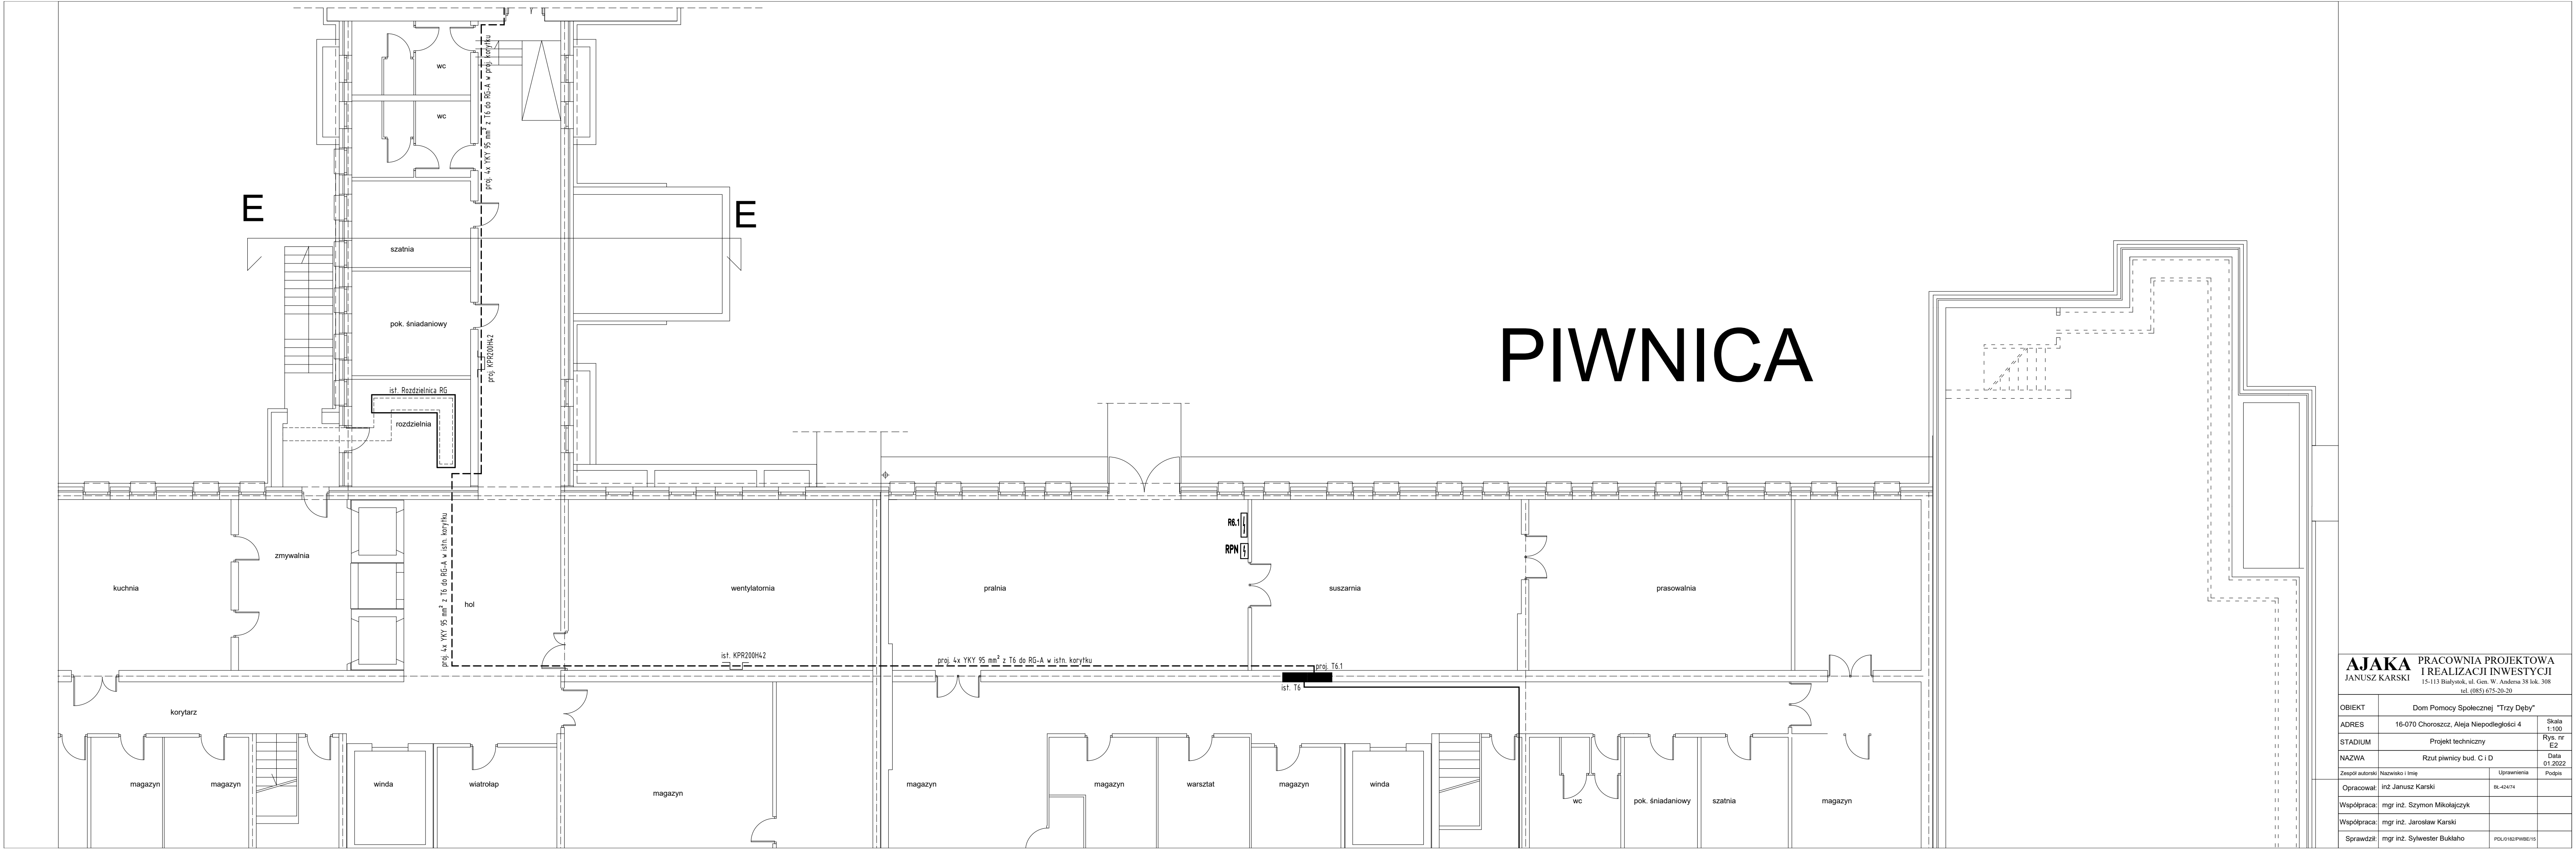 wc
wc
proj. 4x YKY 95 mm² z T6 do RG-A w proj. korytku
E
E
szatnia
pok. śniadaniowy
proj. KPR200H42
ist. Rozdzielnica RG
rozdzielnia
PIWNICA
R6.1
RPN
kuchnia
zmywalnia
proj. 4x YKY 95 mm² z T6 do RG-A w istn. korytku
hol
wentylatornia
pralnia
suszarnia
prasowalnia
ist. KPR200H42
proj. 4x YKY 95 mm² z T6 do RG-A w istn. korytku
proj. T6.1
ist. T6
korytarz
magazyn
magazyn
winda
wiatrołap
magazyn
magazyn
magazyn
warsztat
magazyn
winda
wc
pok. śniadaniowy
szatnia
magazyn
AJAKA PRACOWNIA PROJEKTOWA
JANUSZ KARSKI I REALIZACJI INWESTYCJI
15-113 Białystok, ul. Gen. W. Andersa 38 lok. 308
tel. (085) 675-20-20
OBIEKT Dom Pomocy Społecznej "Trzy Dęby"
ADRES 16-070 Choroszcz, Aleja Niepodległości 4 Skala 1:100
STADIUM Projekt techniczny Rys. nr E2
NAZWA Rzut piwnicy bud. C i D Data 01.2022
Zespół autorski Nazwisko i Imię Uprawnienia Podpis
Opracował: inż Janusz Karski BŁ-424/74
Współpraca: mgr inż. Szymon Mikołajczyk
Współpraca: mgr inż. Jarosław Karski
Sprawdził: mgr inż. Sylwester Bukłaho PDL/0182/PWBE/15